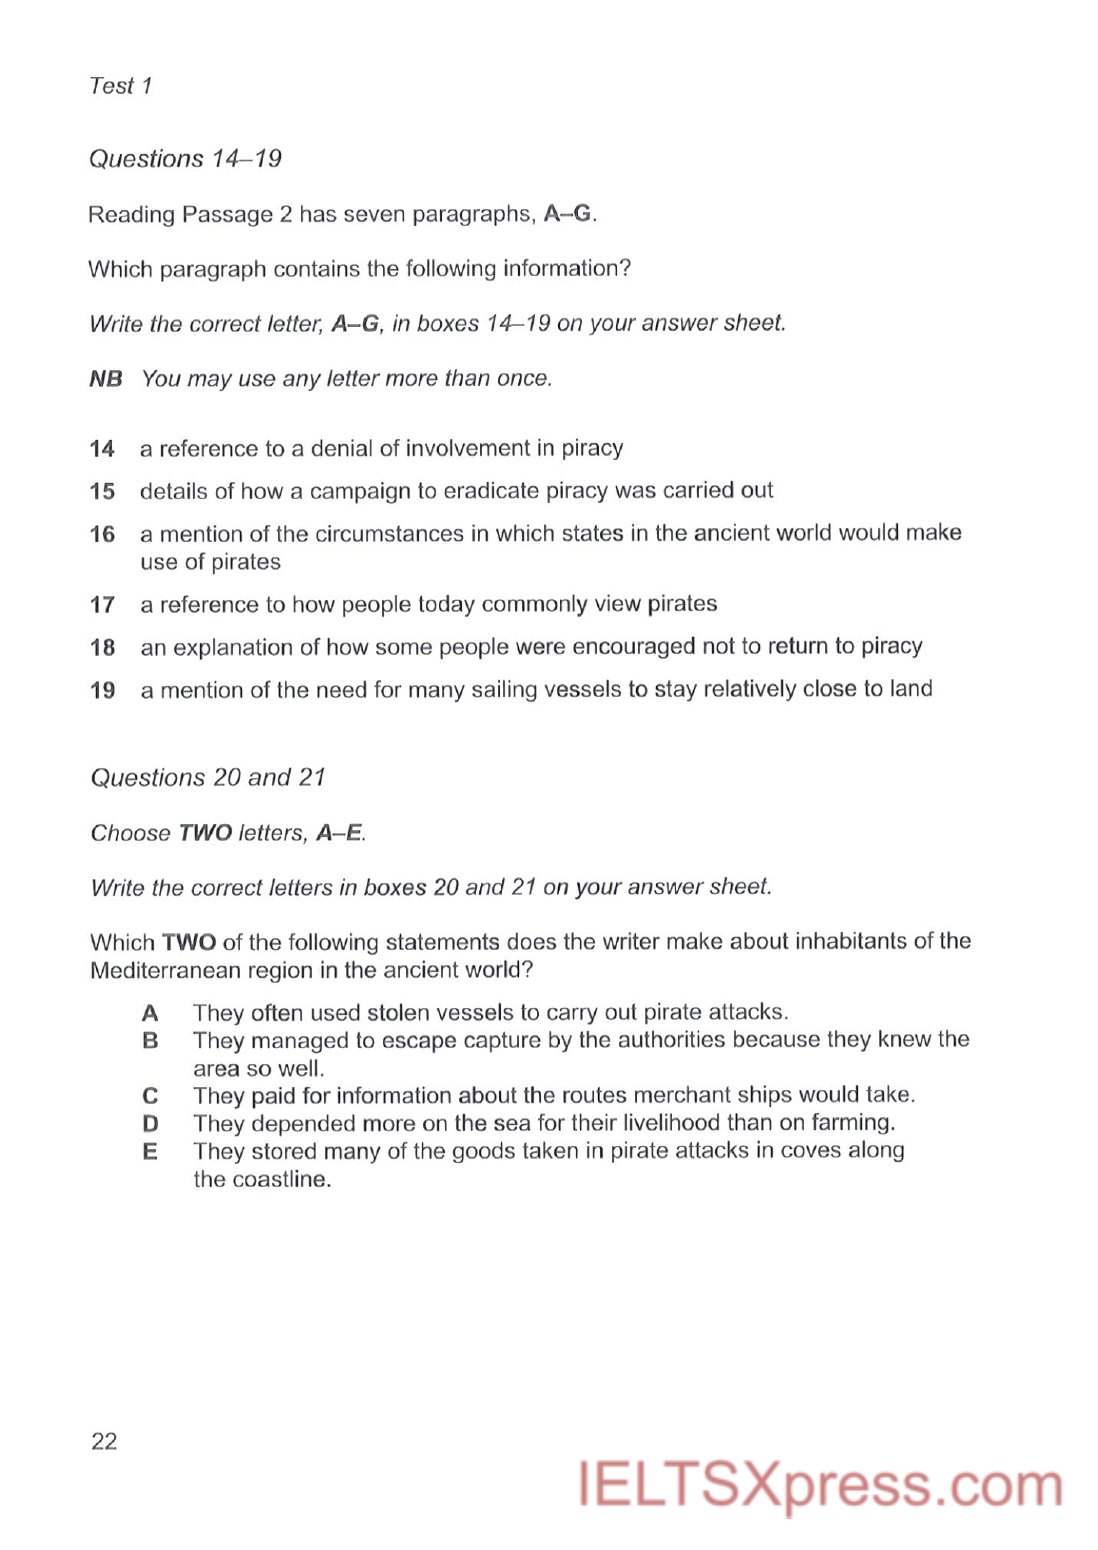 Test 1
Questions 14–19
Reading Passage 2 has seven paragraphs, A–G.
Which paragraph contains the following information?
Write the correct letter, A–G, in boxes 14–19 on your answer sheet.
NB You may use any letter more than once.
14 a reference to a denial of involvement in piracy
15 details of how a campaign to eradicate piracy was carried out
16 a mention of the circumstances in which states in the ancient world would make
use of pirates
17 a reference to how people today commonly view pirates
18 an explanation of how some people were encouraged not to return to piracy
19 a mention of the need for many sailing vessels to stay relatively close to land
Questions 20 and 21
Choose TWO letters, A–E.
Write the correct letters in boxes 20 and 21 on your answer sheet.
Which TWO of the following statements does the writer make about inhabitants of the
Mediterranean region in the ancient world?
A They often used stolen vessels to carry out pirate attacks.
B They managed to escape capture by the authorities because they knew the
area so well.
C They paid for information about the routes merchant ships would take.
D They depended more on the sea for their livelihood than on farming.
E They stored many of the goods taken in pirate attacks in coves along
the coastline.
22
IELTSXpress.com